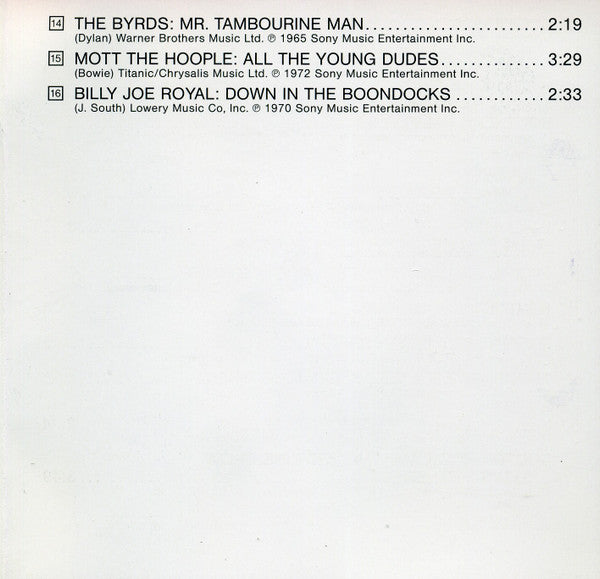 14 THE BYRDS: MR. TAMBOURINE MAN...................... 2:19
(Dylan) Warner Brothers Music Ltd. ℗ 1965 Sony Music Entertainment Inc.
15 MOTT THE HOOPLE: ALL THE YOUNG DUDES............. 3:29
(Bowie) Titanic/Chrysalis Music Ltd. ℗ 1972 Sony Music Entertainment Inc.
16 BILLY JOE ROYAL: DOWN IN THE BOONDOCKS ............ 2:33
(J. South) Lowery Music Co, Inc. ℗ 1970 Sony Music Entertainment Inc.